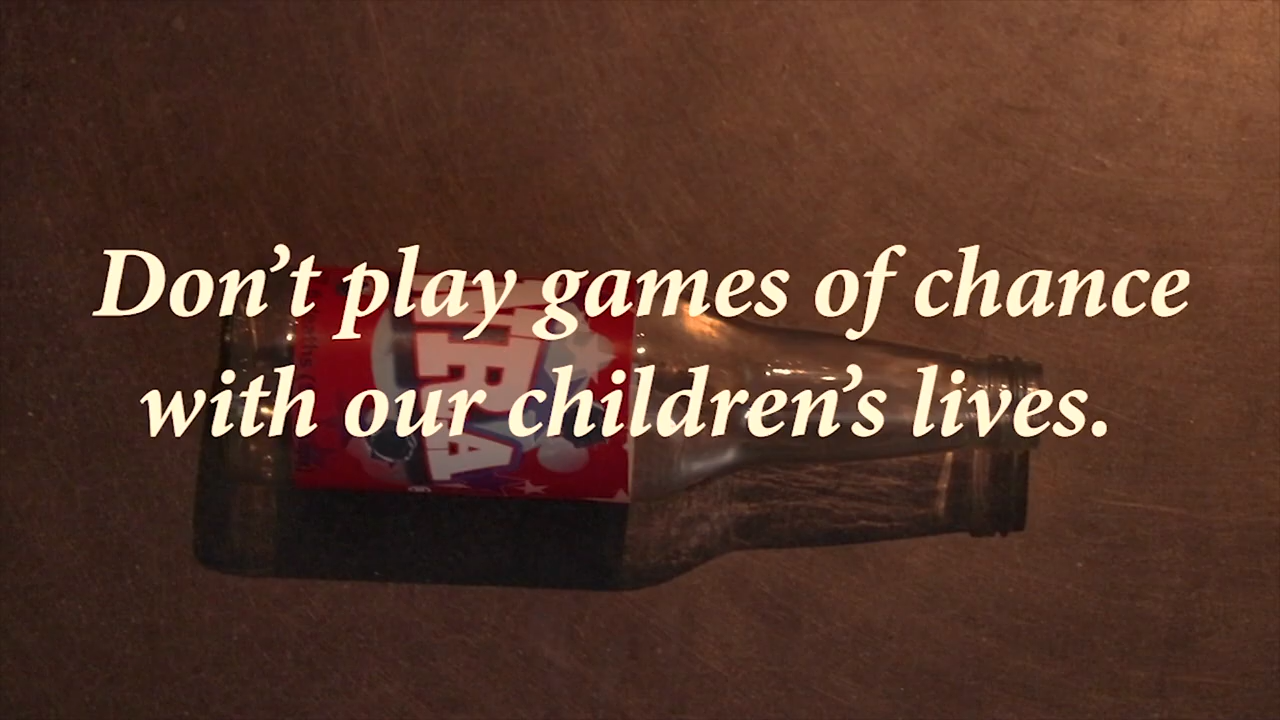 Don’t play games of chance
with our children’s lives.